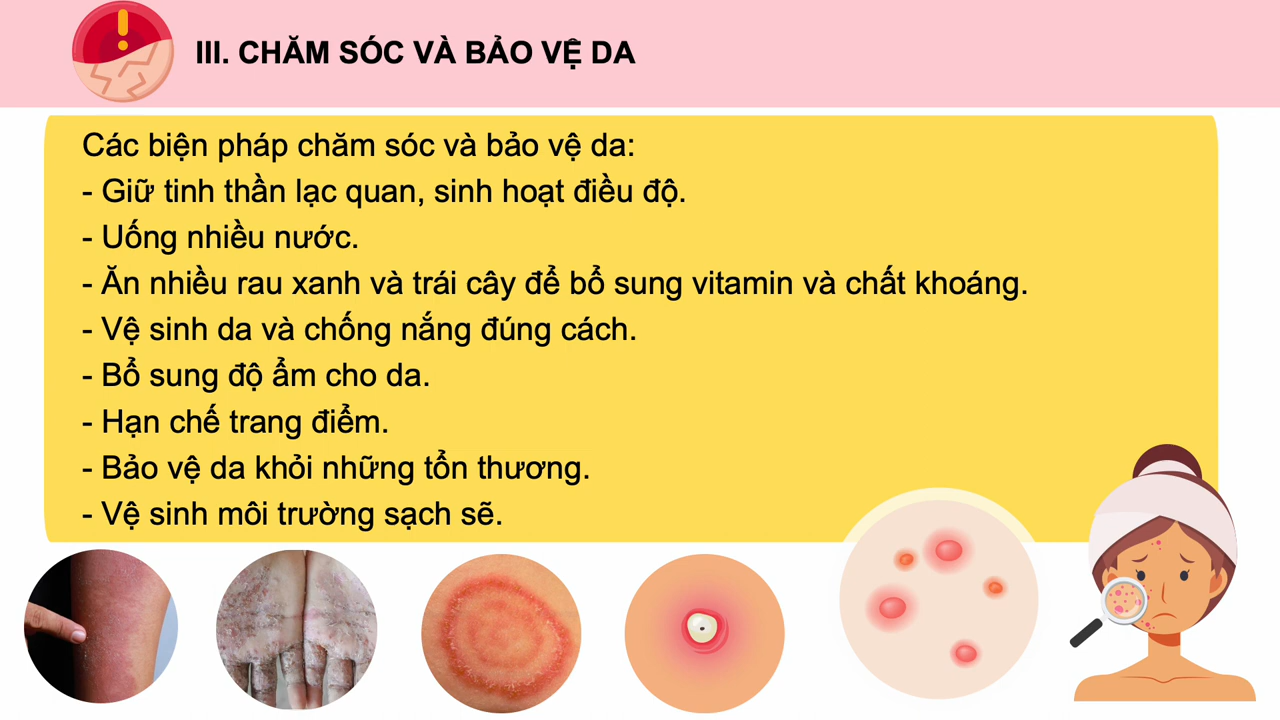 III. CHĂM SÓC VÀ BẢO VỆ DA
Các biện pháp chăm sóc và bảo vệ da:
- Giữ tinh thần lạc quan, sinh hoạt điều độ.
- Uống nhiều nước.
- Ăn nhiều rau xanh và trái cây để bổ sung vitamin và chất khoáng.
- Vệ sinh da và chống nắng đúng cách.
- Bổ sung độ ẩm cho da.
- Hạn chế trang điểm.
- Bảo vệ da khỏi những tổn thương.
- Vệ sinh môi trường sạch sẽ.